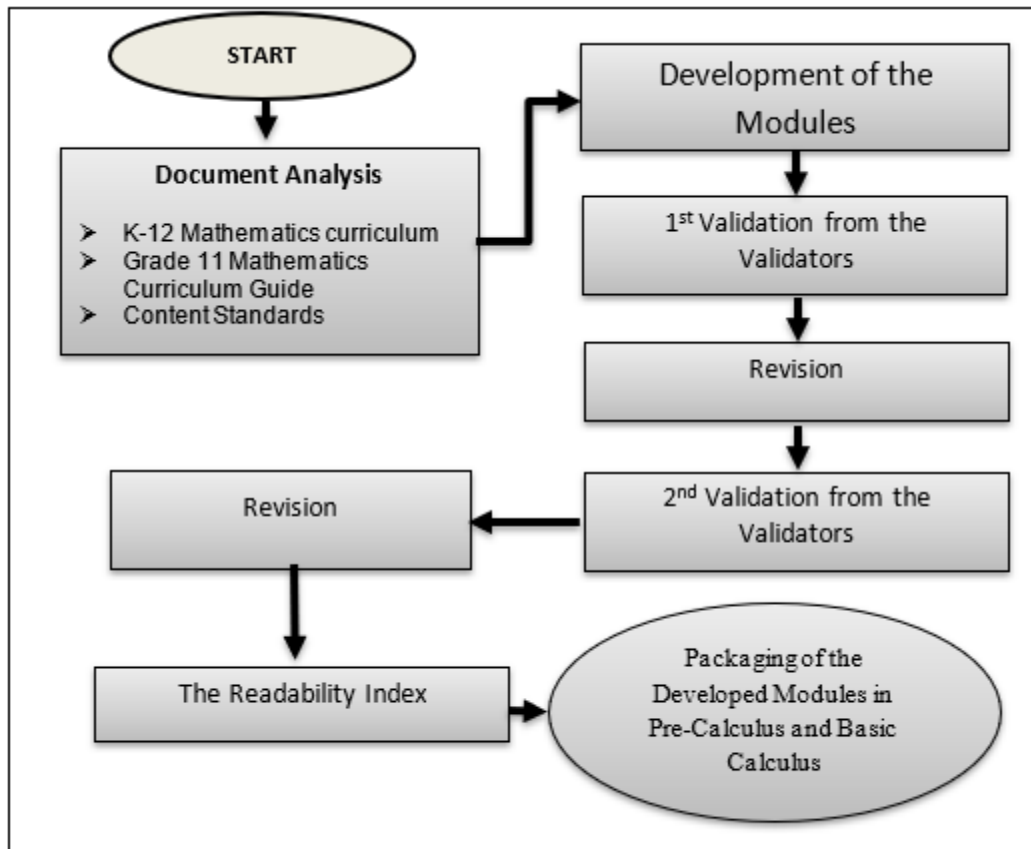 START
Document Analysis
➢ K-12 Mathematics curriculum
➢ Grade 11 Mathematics
Curriculum Guide
➢ Content Standards
Development of the
Modules
1st Validation from the
Validators
Revision
2nd Validation from the
Validators
Revision
The Readability Index
Packaging of the
Developed Modules in
Pre-Calculus and Basic
Calculus